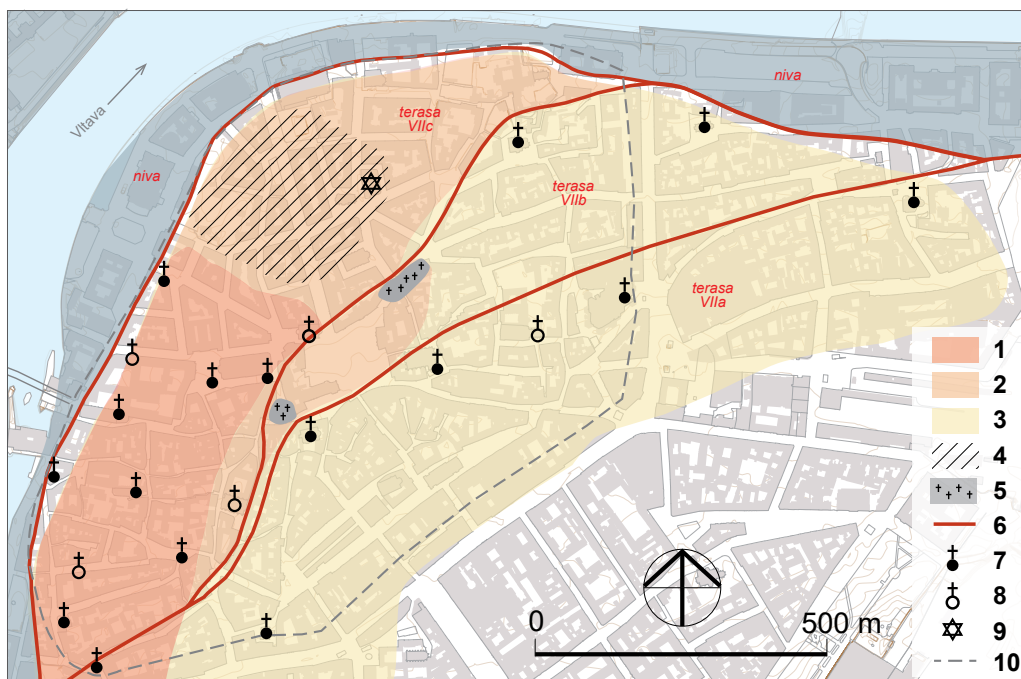 niva
Vltava
terasa
VIIc
niva
terasa
VIIb
terasa
VIIa
1
2
3
4
5
6
7
8
9
10
0
500 m